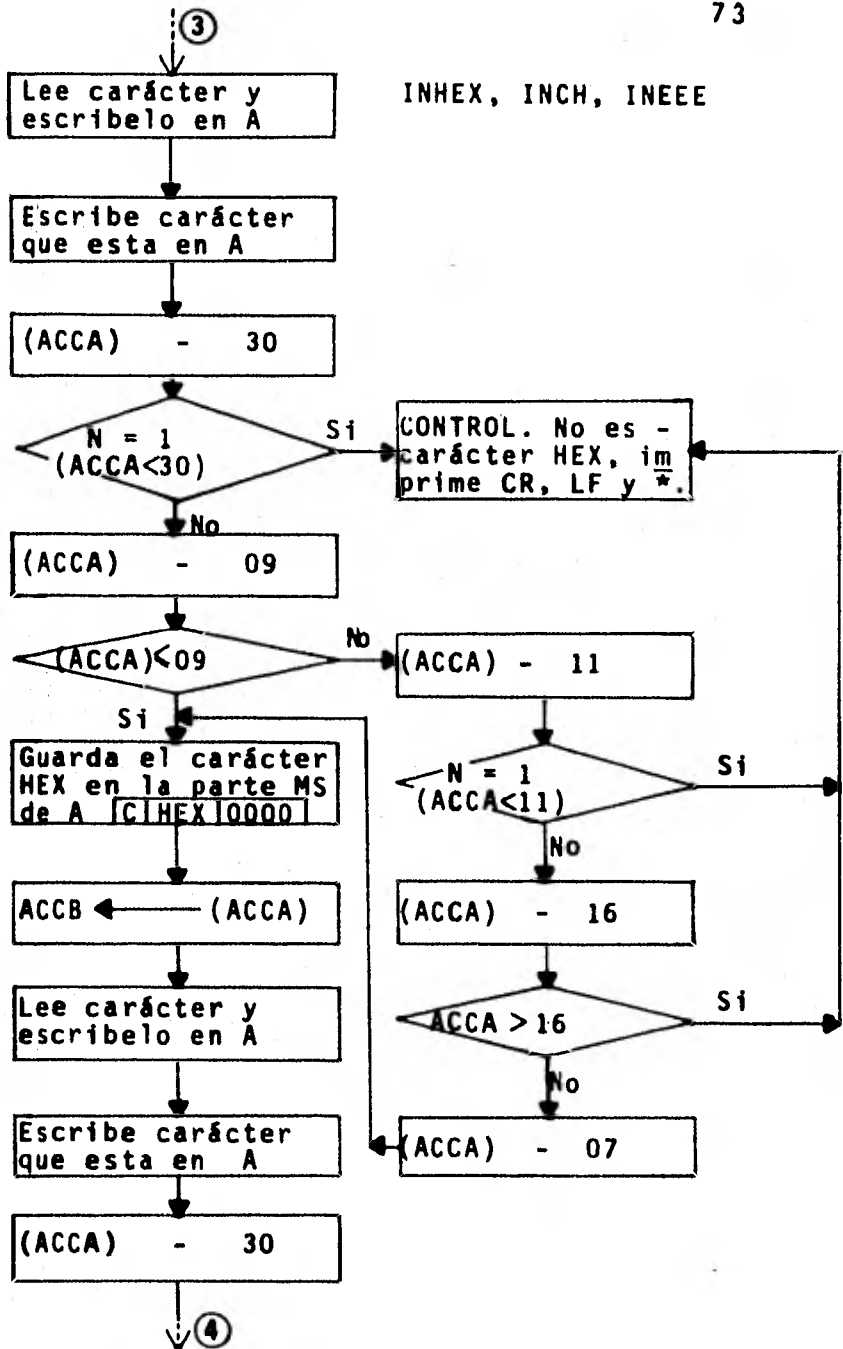 73
③
Lee carácter y
escribelo en A
INHEX, INCH, INEEE
Escribe carácter
que esta en A
(ACCA) - 30
N = 1
(ACCA<30)
Si
CONTROL. No es -
carácter HEX, im
prime CR, LF y *.
No
(ACCA) - 09
(ACCA)≤09
No
(ACCA) - 11
Si
Guarda el carácter
HEX en la parte MS
de A |C|HEX|0000|
N = 1
(ACCA<11)
Si
No
ACCB ← (ACCA)
(ACCA) - 16
Lee carácter y
escribelo en A
ACCA > 16
Si
No
Escribe carácter
que esta en A
(ACCA) - 07
(ACCA) - 30
④